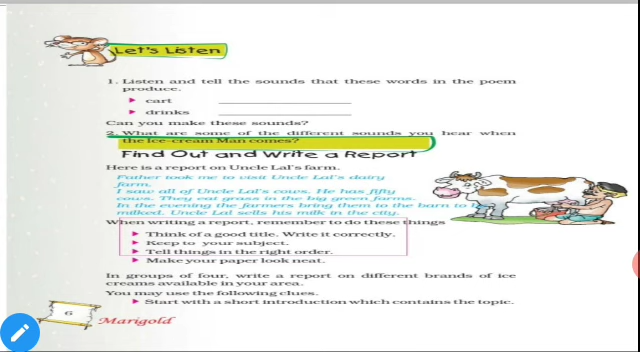 Let's Listen
1. Listen and tell the sounds that these words in the poem
produce.
cart
drinks
Can you make these sounds?
2. What are some of the different sounds you hear when
the Ice-cream Man comes?
Find Out and Write a Report
Here is a report on Uncle Lal's farm.
Father took me to visit Uncle Lal's dairy
farm.
I saw all of Uncle Lal's cows. He has fifty
cows. They eat grass in the big green farms.
In the evening the farmers bring them to the barn to
milked. Uncle Lal sells his milk in the city.
When writing a report, remember to do these things
Think of a good title. Write it correctly.
Keep to your subject.
Tell things in the right order.
Make your paper look neat.
In groups of four, write a report on different brands of ice
creams available in your area.
You may use the following clues.
Start with a short introduction which contains the topic.
6
Marigold